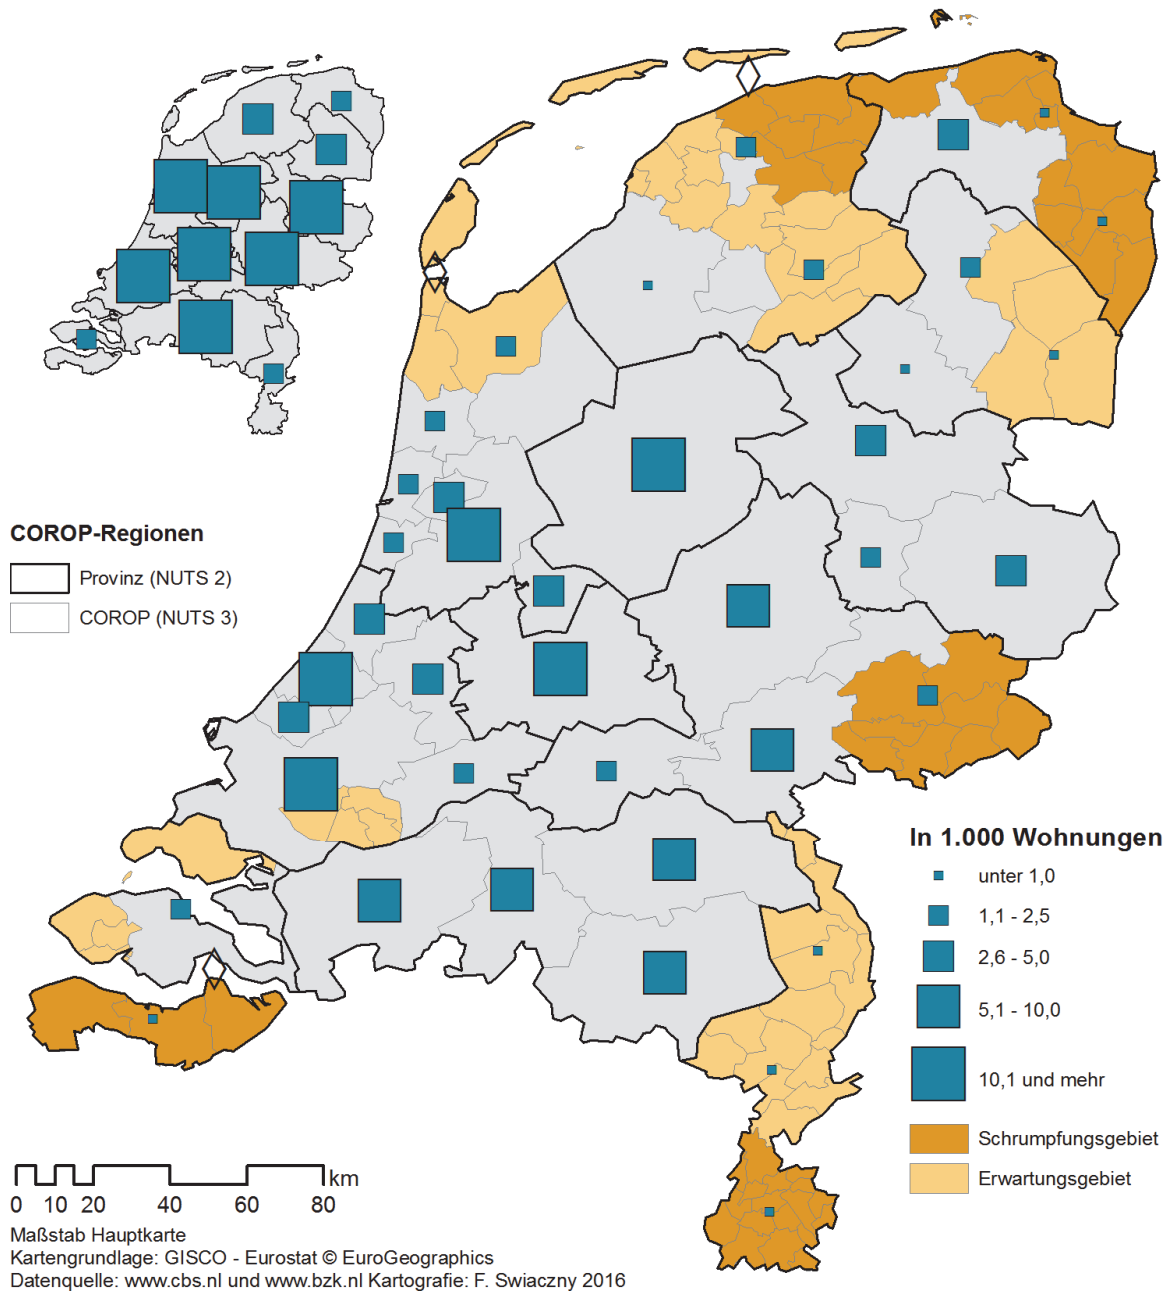 COROP-Regionen
Provinz (NUTS 2)
COROP (NUTS 3)
In 1.000 Wohnungen
unter 1,0
1,1 - 2,5
2,6 - 5,0
5,1 - 10,0
10,1 und mehr
Schrumpfungsgebiet
Erwartungsgebiet
km
0 10 20 40 60 80
Maßstab Hauptkarte
Kartengrundlage: GISCO - Eurostat © EuroGeographics
Datenquelle: www.cbs.nl und www.bzk.nl Kartografie: F. Swiaczny 2016